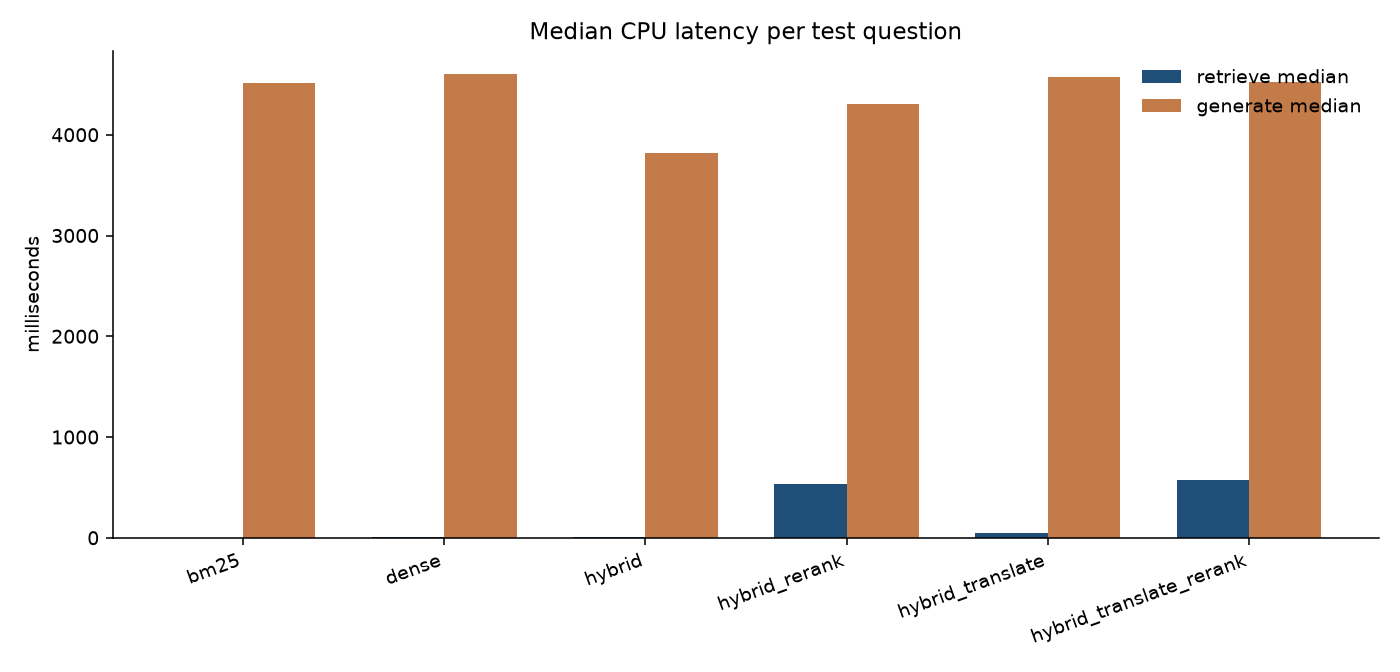 Median CPU latency per test question
retrieve median
generate median
milliseconds
4000
3000
2000
1000
0
bm25
dense
hybrid
hybrid_rerank
hybrid_translate
hybrid_translate_rerank